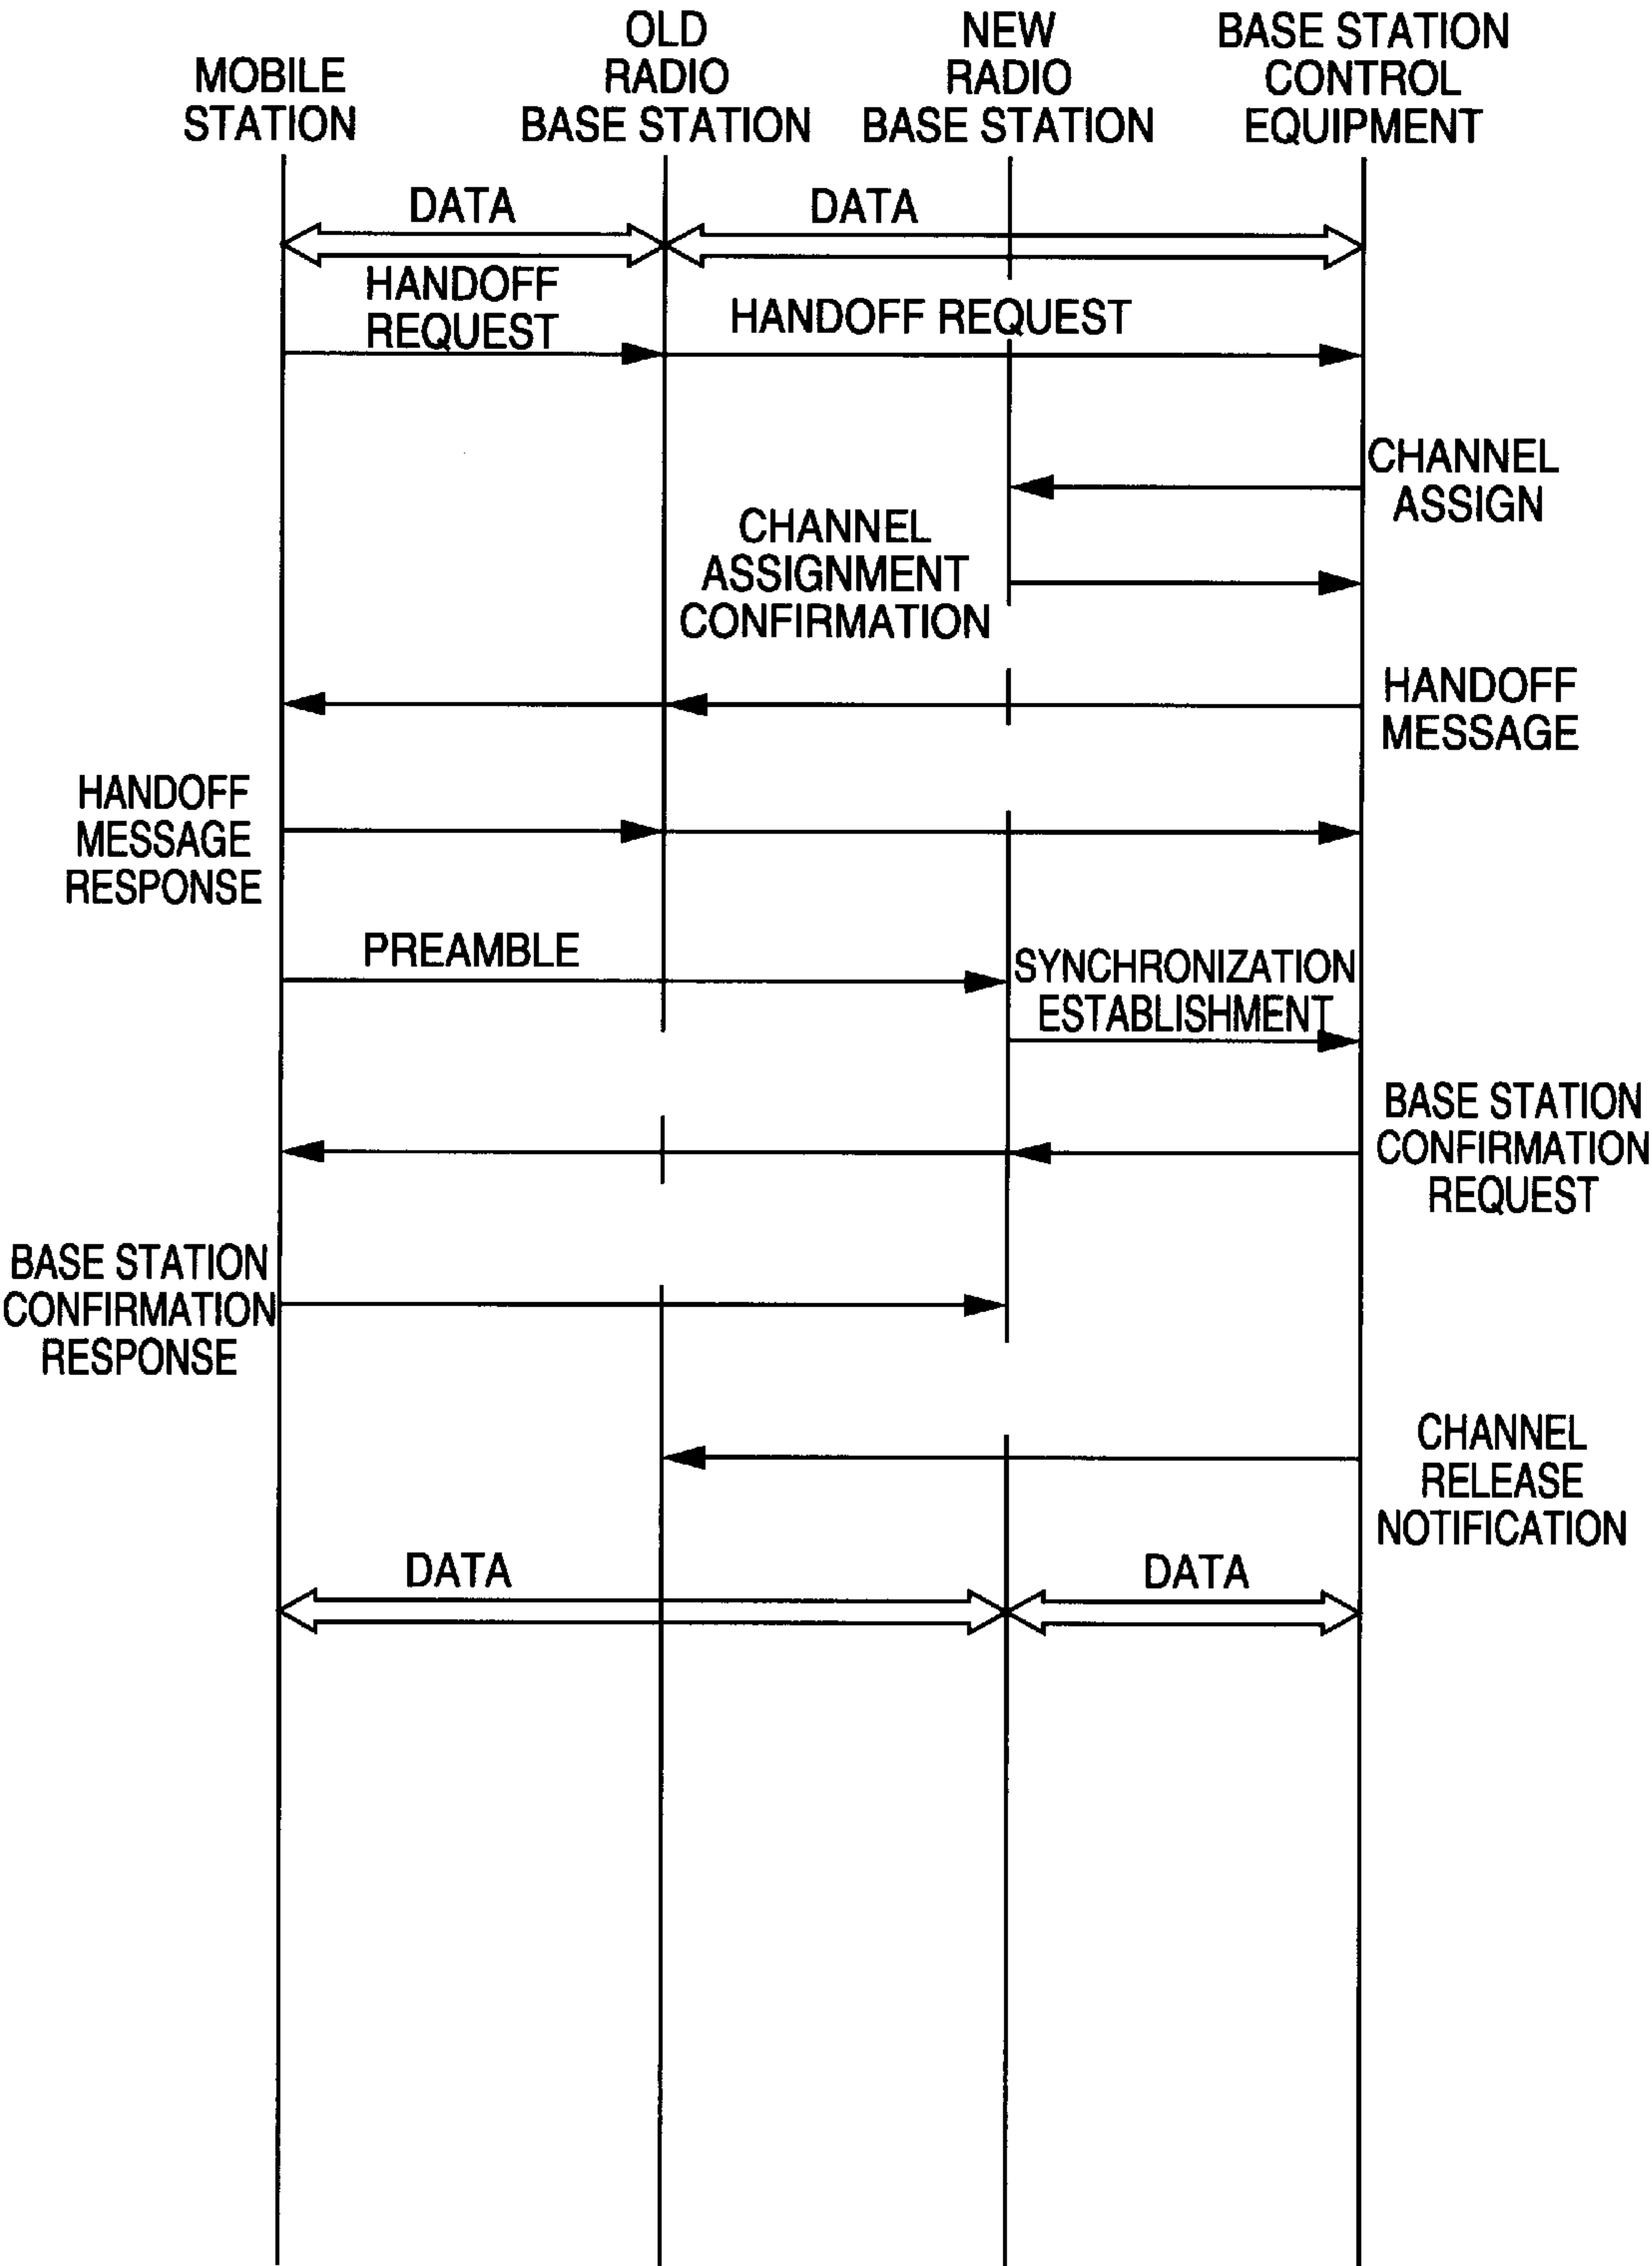 MOBILE
STATION
OLD
RADIO
BASE STATION
NEW
RADIO
BASE STATION
BASE STATION
CONTROL
EQUIPMENT
DATA
DATA
HANDOFF
REQUEST
HANDOFF REQUEST
CHANNEL
ASSIGN
CHANNEL
ASSIGNMENT
CONFIRMATION
HANDOFF
MESSAGE
HANDOFF
MESSAGE
RESPONSE
PREAMBLE
SYNCHRONIZATION
ESTABLISHMENT
BASE STATION
CONFIRMATION
REQUEST
BASE STATION
CONFIRMATION
RESPONSE
CHANNEL
RELEASE
NOTIFICATION
DATA
DATA